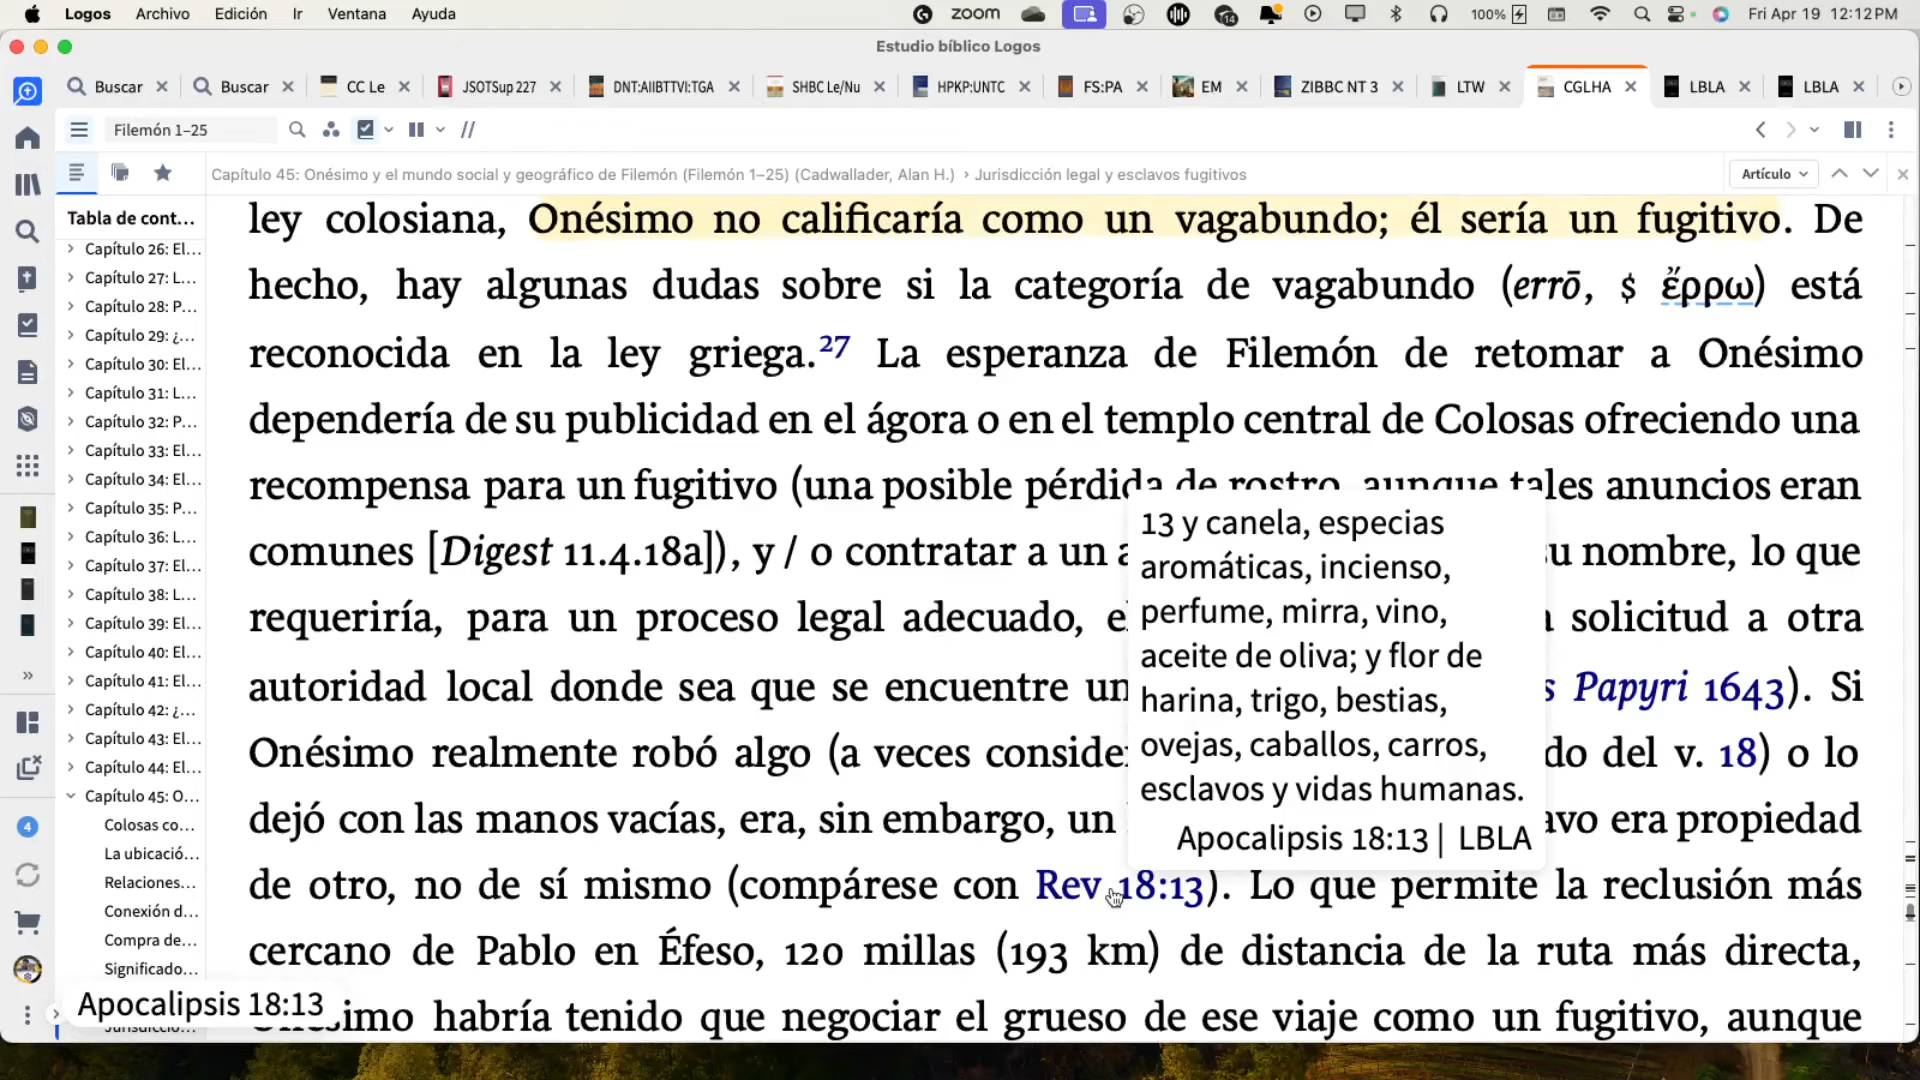 Logos Archivo Edición Ir Ventana Ayuda zoom 14 100% Fri Apr 19 12:12PM
Estudio bíblico Logos
Buscar Buscar CC Le JSOTSup 227 DNT:AIIBTTVI:TGA SHBC Le/Nu HPKP:UNTC FS:PA EM ZIBBC NT 3 LTW CGLHA LBLA LBLA
Filemón 1–25
Capítulo 45: Onésimo y el mundo social y geográfico de Filemón (Filemón 1–25) (Cadwallader, Alan H.) › Jurisdicción legal y esclavos fugitivos Artículo
Tabla de cont...
Capítulo 26: El...
Capítulo 27: L...
Capítulo 28: P...
Capítulo 29: ¿...
Capítulo 30: El...
Capítulo 31: L...
Capítulo 32: P...
Capítulo 33: El...
Capítulo 34: El...
Capítulo 35: P...
Capítulo 36: L...
Capítulo 37: El...
Capítulo 38: L...
Capítulo 39: El...
Capítulo 40: El...
Capítulo 41: El...
Capítulo 42: ¿...
Capítulo 43: El...
Capítulo 44: El...
Capítulo 45: O...
Colosas co...
La ubicació...
Relaciones...
Conexión d...
Compra de...
Significado...
4
Apocalipsis 18:13
ley colosiana, Onésimo no calificaría como un vagabundo; él sería un fugitivo. De
hecho, hay algunas dudas sobre si la categoría de vagabundo (errō, $ ἔρρω) está
reconocida en la ley griega.27 La esperanza de Filemón de retomar a Onésimo
dependería de su publicidad en el ágora o en el templo central de Colosas ofreciendo una
recompensa para un fugitivo (una posible pérdida de rostro, aunque tales anuncios eran
comunes [Digest 11.4.18a]), y / o contratar a un a su nombre, lo que
requeriría, para un proceso legal adecuado, el a solicitud a otra
autoridad local donde sea que se encuentre un s Papyri 1643). Si
Onésimo realmente robó algo (a veces consider do del v. 18) o lo
dejó con las manos vacías, era, sin embargo, un avo era propiedad
de otro, no de sí mismo (compárese con Rev 18:13). Lo que permite la reclusión más
cercano de Pablo en Éfeso, 120 millas (193 km) de distancia de la ruta más directa,
Onésimo habría tenido que negociar el grueso de ese viaje como un fugitivo, aunque
13 y canela, especias
aromáticas, incienso,
perfume, mirra, vino,
aceite de oliva; y flor de
harina, trigo, bestias,
ovejas, caballos, carros,
esclavos y vidas humanas.
Apocalipsis 18:13 | LBLA